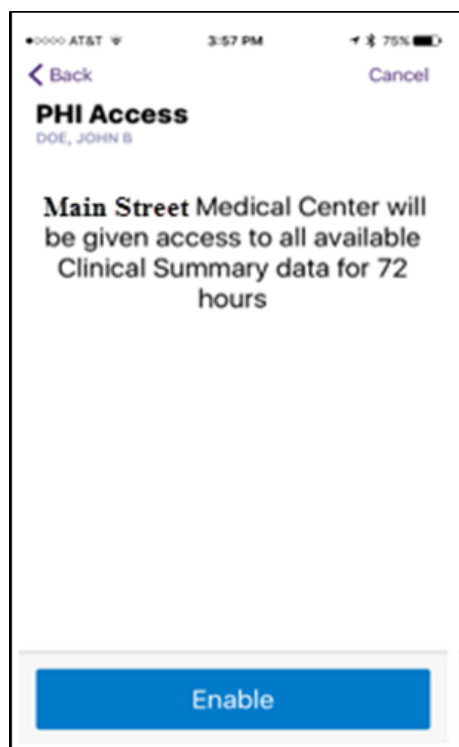 AT&T 3:57 PM 75%
Back Cancel
PHI Access
DOE, JOHN B
Main Street Medical Center will
be given access to all available
Clinical Summary data for 72
hours
Enable